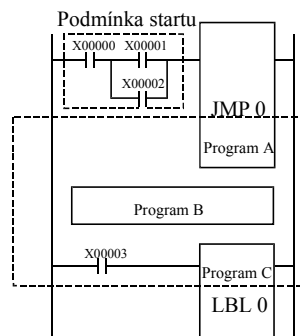 Podmínka startu
X00000 X00001
X00002
JMP 0
Program A
Program B
X00003
Program C
LBL 0